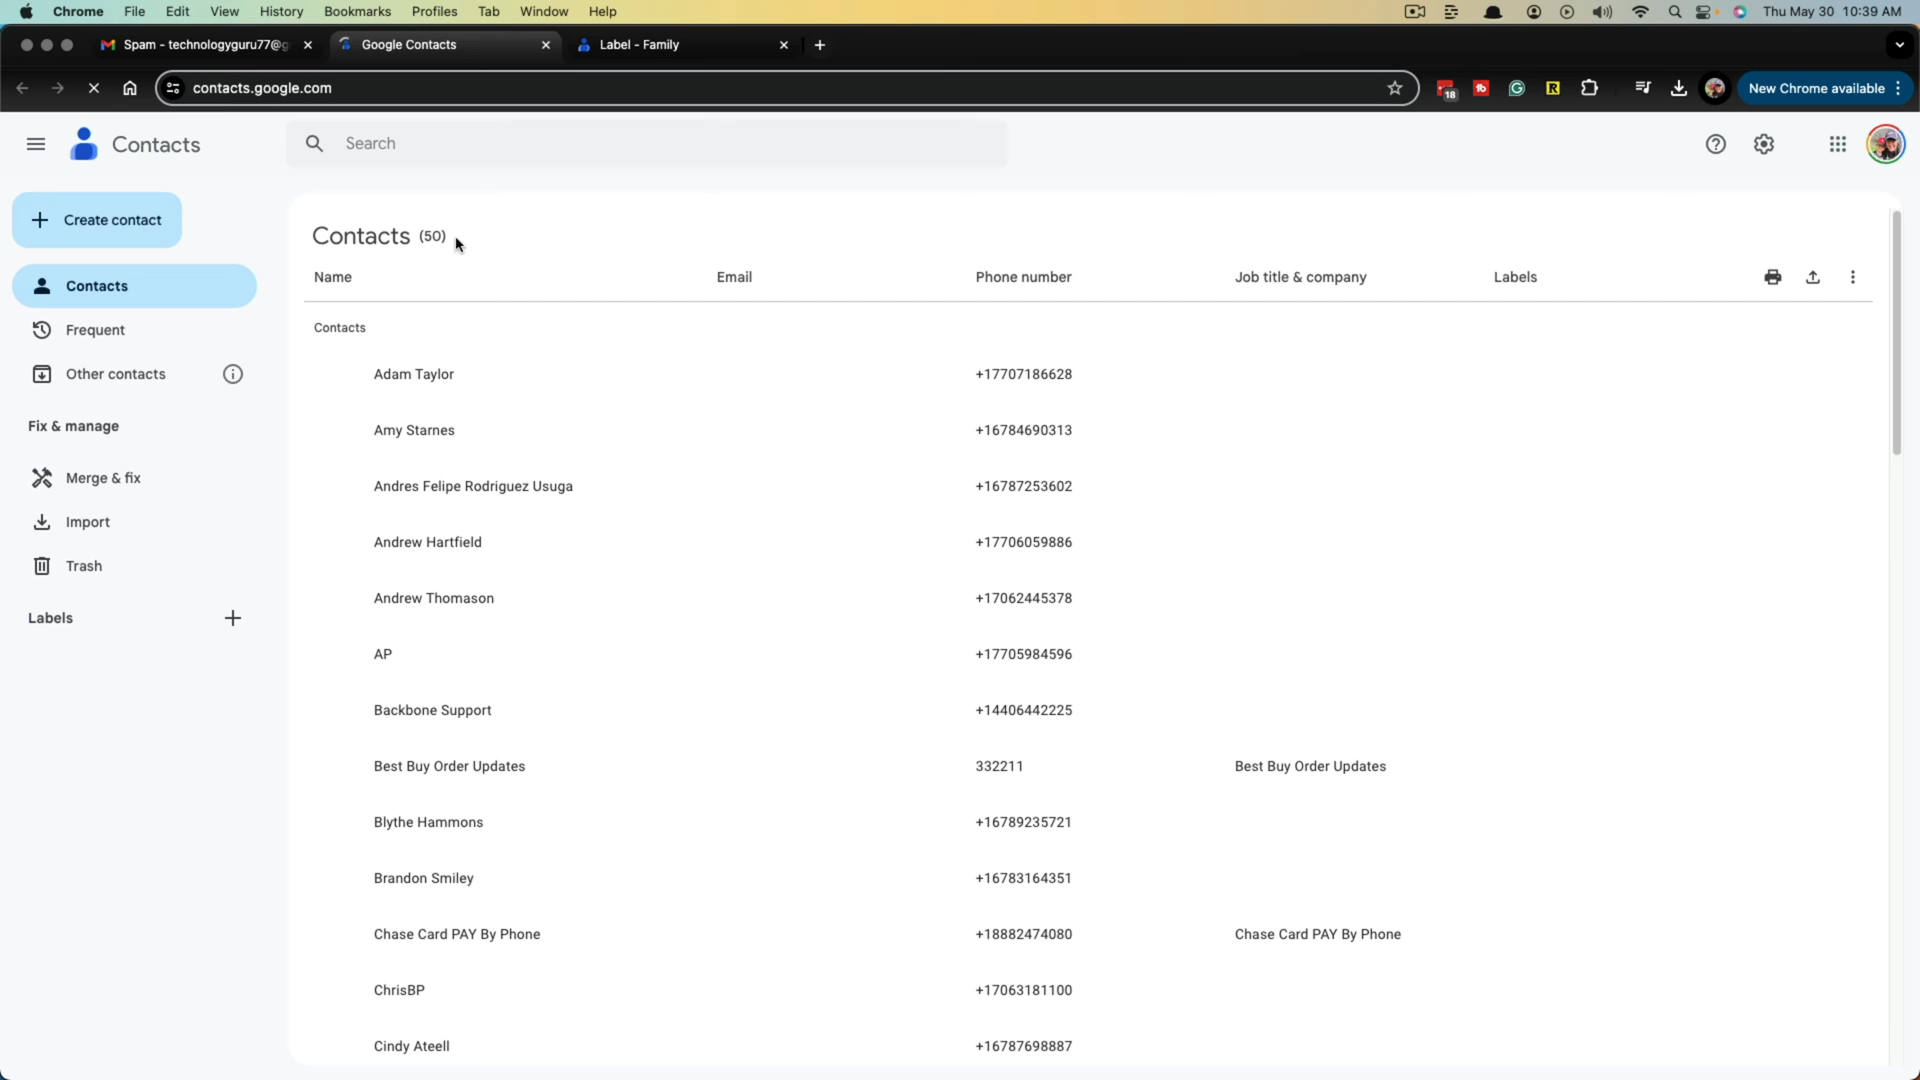 Chrome File Edit View History Bookmarks Profiles Tab Window Help Thu May 30 10:39 AM
Spam - technologyguru77@g Google Contacts Label - Family
contacts.google.com 18 New Chrome available
Contacts Search
Create contact
Contacts
Frequent
Other contacts
Fix & manage
Merge & fix
Import
Trash
Labels
Contacts (50)
Name Email Phone number Job title & company Labels
Contacts
Adam Taylor +17707186628
Amy Starnes +16784690313
Andres Felipe Rodriguez Usuga +16787253602
Andrew Hartfield +17706059886
Andrew Thomason +17062445378
AP +17705984596
Backbone Support +14406442225
Best Buy Order Updates 332211 Best Buy Order Updates
Blythe Hammons +16789235721
Brandon Smiley +16783164351
Chase Card PAY By Phone +18882474080 Chase Card PAY By Phone
ChrisBP +17063181100
Cindy Ateell +16787698887